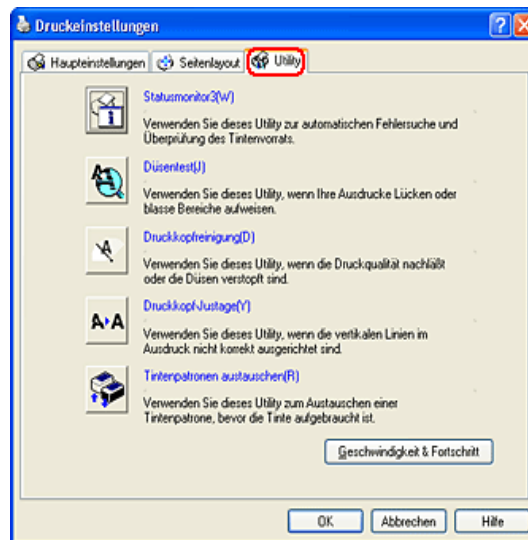 Druckeinstellungen
Haupteinstellungen Seitenlayout Utility
Statusmonitor3(W)
Verwenden Sie dieses Utility zur automatischen Fehlersuche und
Überprüfung des Tintenvorrats.
Düsentest(J)
Verwenden Sie dieses Utility, wenn Ihre Ausdrucke Lücken oder
blasse Bereiche aufweisen.
Druckkopfreinigung(D)
Verwenden Sie dieses Utility, wenn die Druckqualität nachläßt
oder die Düsen verstopft sind.
Druckkopf-Justage(Y)
Verwenden Sie dieses Utility, wenn die vertikalen Linien im
Ausdruck nicht korrekt ausgerichtet sind.
Tintenpatronen austauschen(R)
Verwenden Sie dieses Utility zum Austauschen einer
Tintenpatrone, bevor die Tinte aufgebraucht ist.
Geschwindigkeit & Fortschritt
OK Abbrechen Hilfe